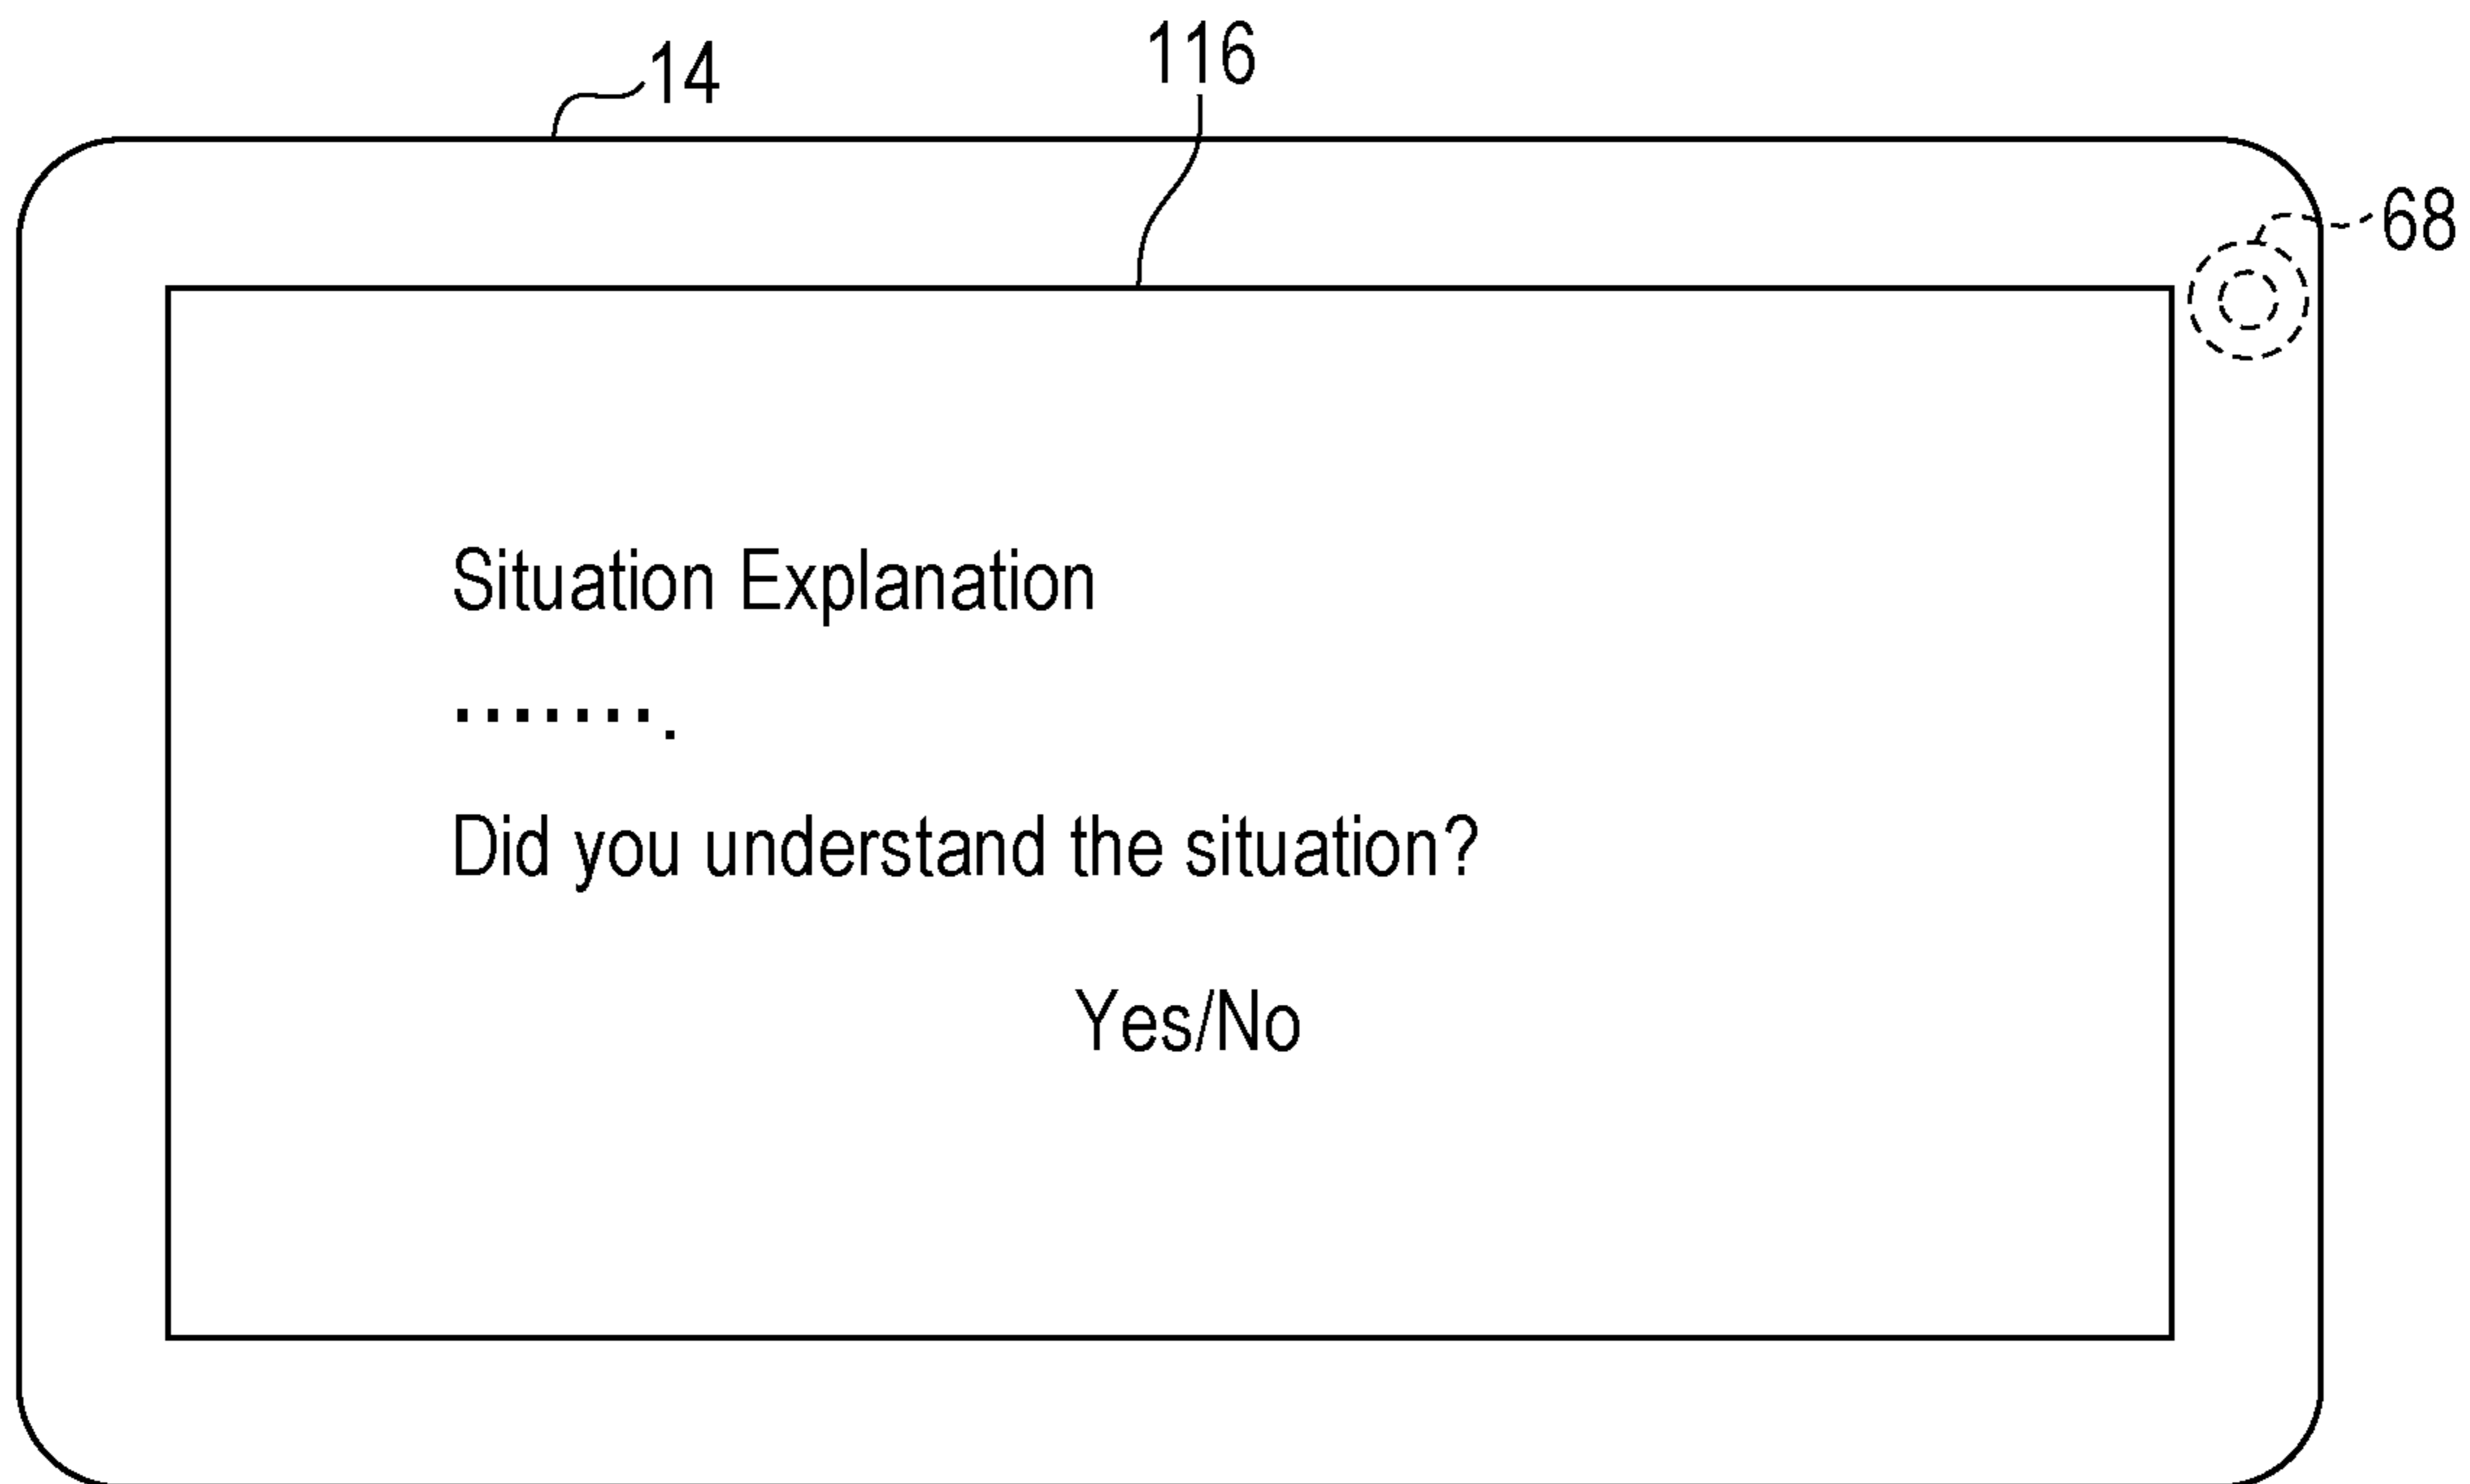 14
116
68
Situation Explanation
·······.
Did you understand the situation?
Yes/No